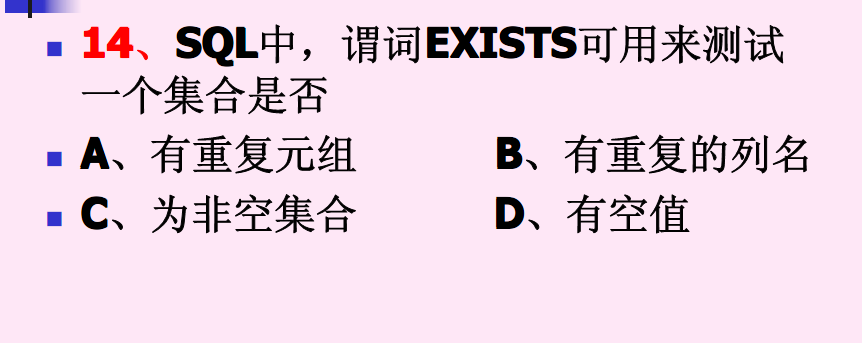 14、SQL中，谓词EXISTS可用来测试
一个集合是否
A、有重复元组 B、有重复的列名
C、为非空集合 D、有空值